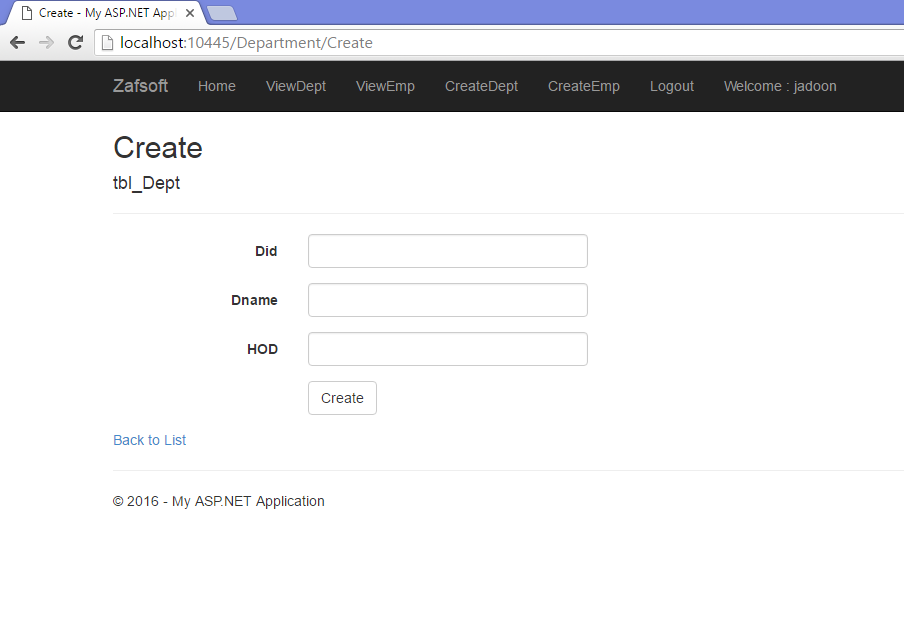 Create - My ASP.NET App
localhost:10445/Department/Create
Zafsoft Home ViewDept ViewEmp CreateDept CreateEmp Logout Welcome : jadoon
Create
tbl_Dept
Did
Dname
HOD
Create
Back to List
© 2016 - My ASP.NET Application